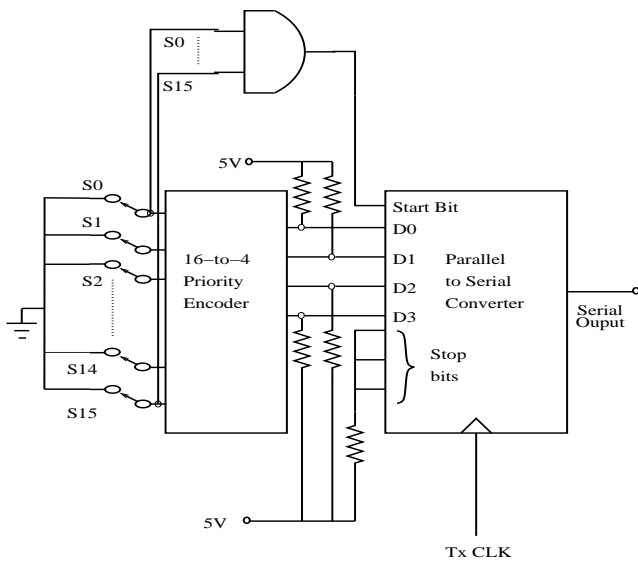 S0
S15
5V
S0
S1
S2
S14
S15
16-to-4
Priority
Encoder
Start Bit
D0
D1
D2
D3
Parallel
to Serial
Converter
Stop
bits
Serial
Ouput
5V
Tx CLK